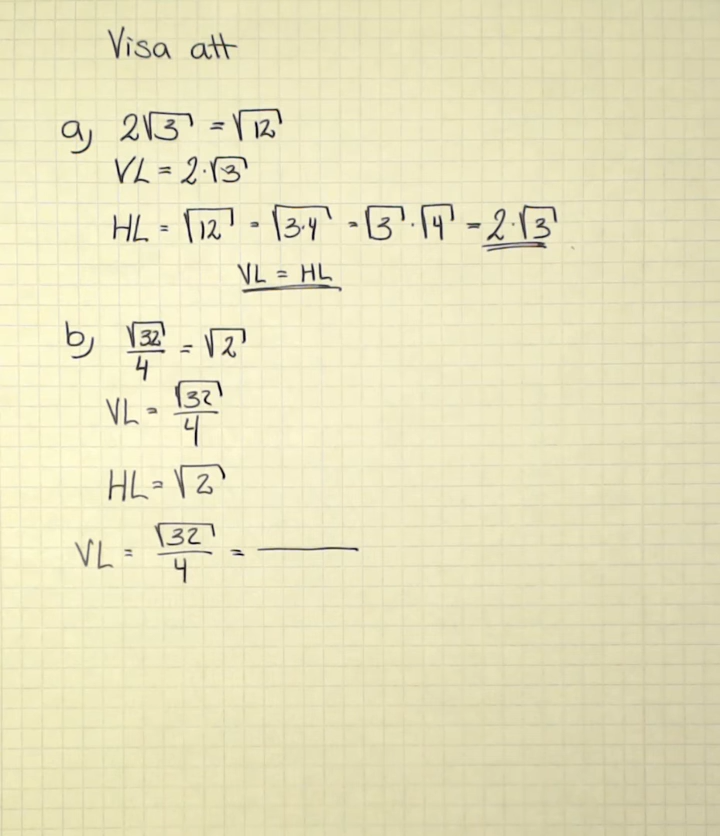 Visa att
a) 2√3 = √12
VL = 2·√3
HL = √12 = √3·4 = √3·√4 = 2·√3
VL = HL
b) √32/4 = √2
VL = √32/4
HL = √2
VL = √32/4 =